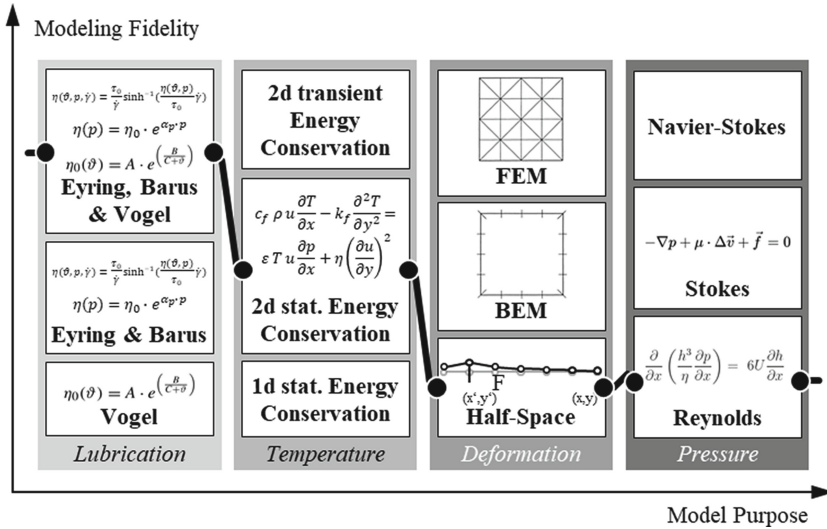 Modeling Fidelity
η(ϑ, p, γ̇) = τ₀/γ̇ sinh⁻¹(η(ϑ,p)/τ₀ γ̇)
η(p) = η₀ · e^(αₚ·p)
η₀(ϑ) = A · e^(B/(C+ϑ))
Eyring, Barus
& Vogel
η(ϑ, p, γ̇) = τ₀/γ̇ sinh⁻¹(η(ϑ,p)/τ₀ γ̇)
η(p) = η₀ · e^(αₚ·p)
Eyring & Barus
η₀(ϑ) = A · e^(B/(C+ϑ))
Vogel
Lubrication
2d transient
Energy
Conservation
c_f ρ u ∂T/∂x − k_f ∂²T/∂y² =
ε T u ∂p/∂x + η(∂u/∂y)²
2d stat. Energy
Conservation
1d stat. Energy
Conservation
Temperature
FEM
BEM
F
(x',y') (x,y)
Half-Space
Deformation
Navier-Stokes
−∇p + μ · Δv⃗ + f⃗ = 0
Stokes
∂/∂x (h³/η ∂p/∂x) = 6U ∂h/∂x
Reynolds
Pressure
Model Purpose